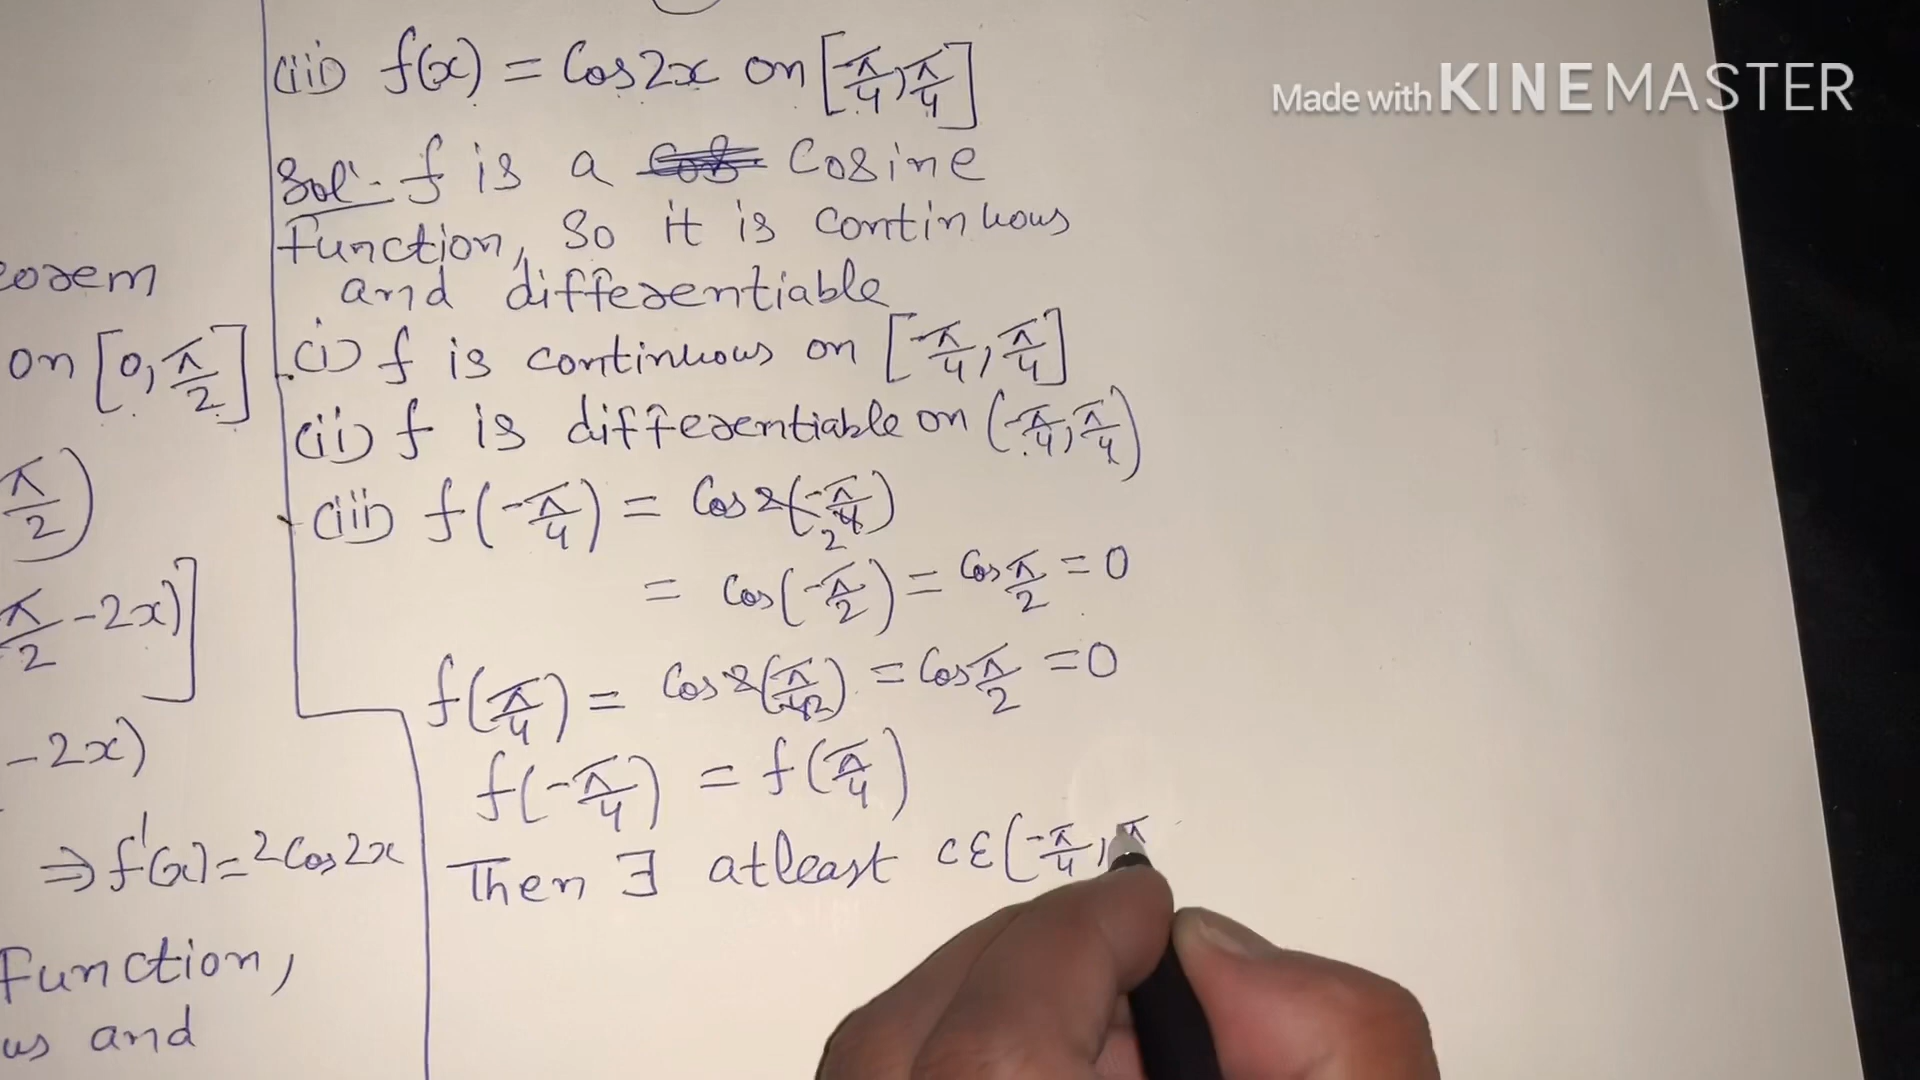 eorem
on [0, π/2]
π/2)
π/2 - 2x)]
- 2x)
⇒ f'(x) = 2cos2x
Function,
us and
(iii) f(x) = Cos2x on [-π/4, π/4]
Sol:- f is a Cosine
function, So it is continuous
and differentiable
(i) f is continuous on [-π/4, π/4]
(ii) f is differentiable on (-π/4, π/4)
(iii) f(-π/4) = Cos2(-π/4)
= Cos(-π/2) = Cos π/2 = 0
f(π/4) = Cos2(π/4) = Cos π/2 = 0
f(-π/4) = f(π/4)
Then ∃ atleast c ε (-π/4, π
Made with KINEMASTER